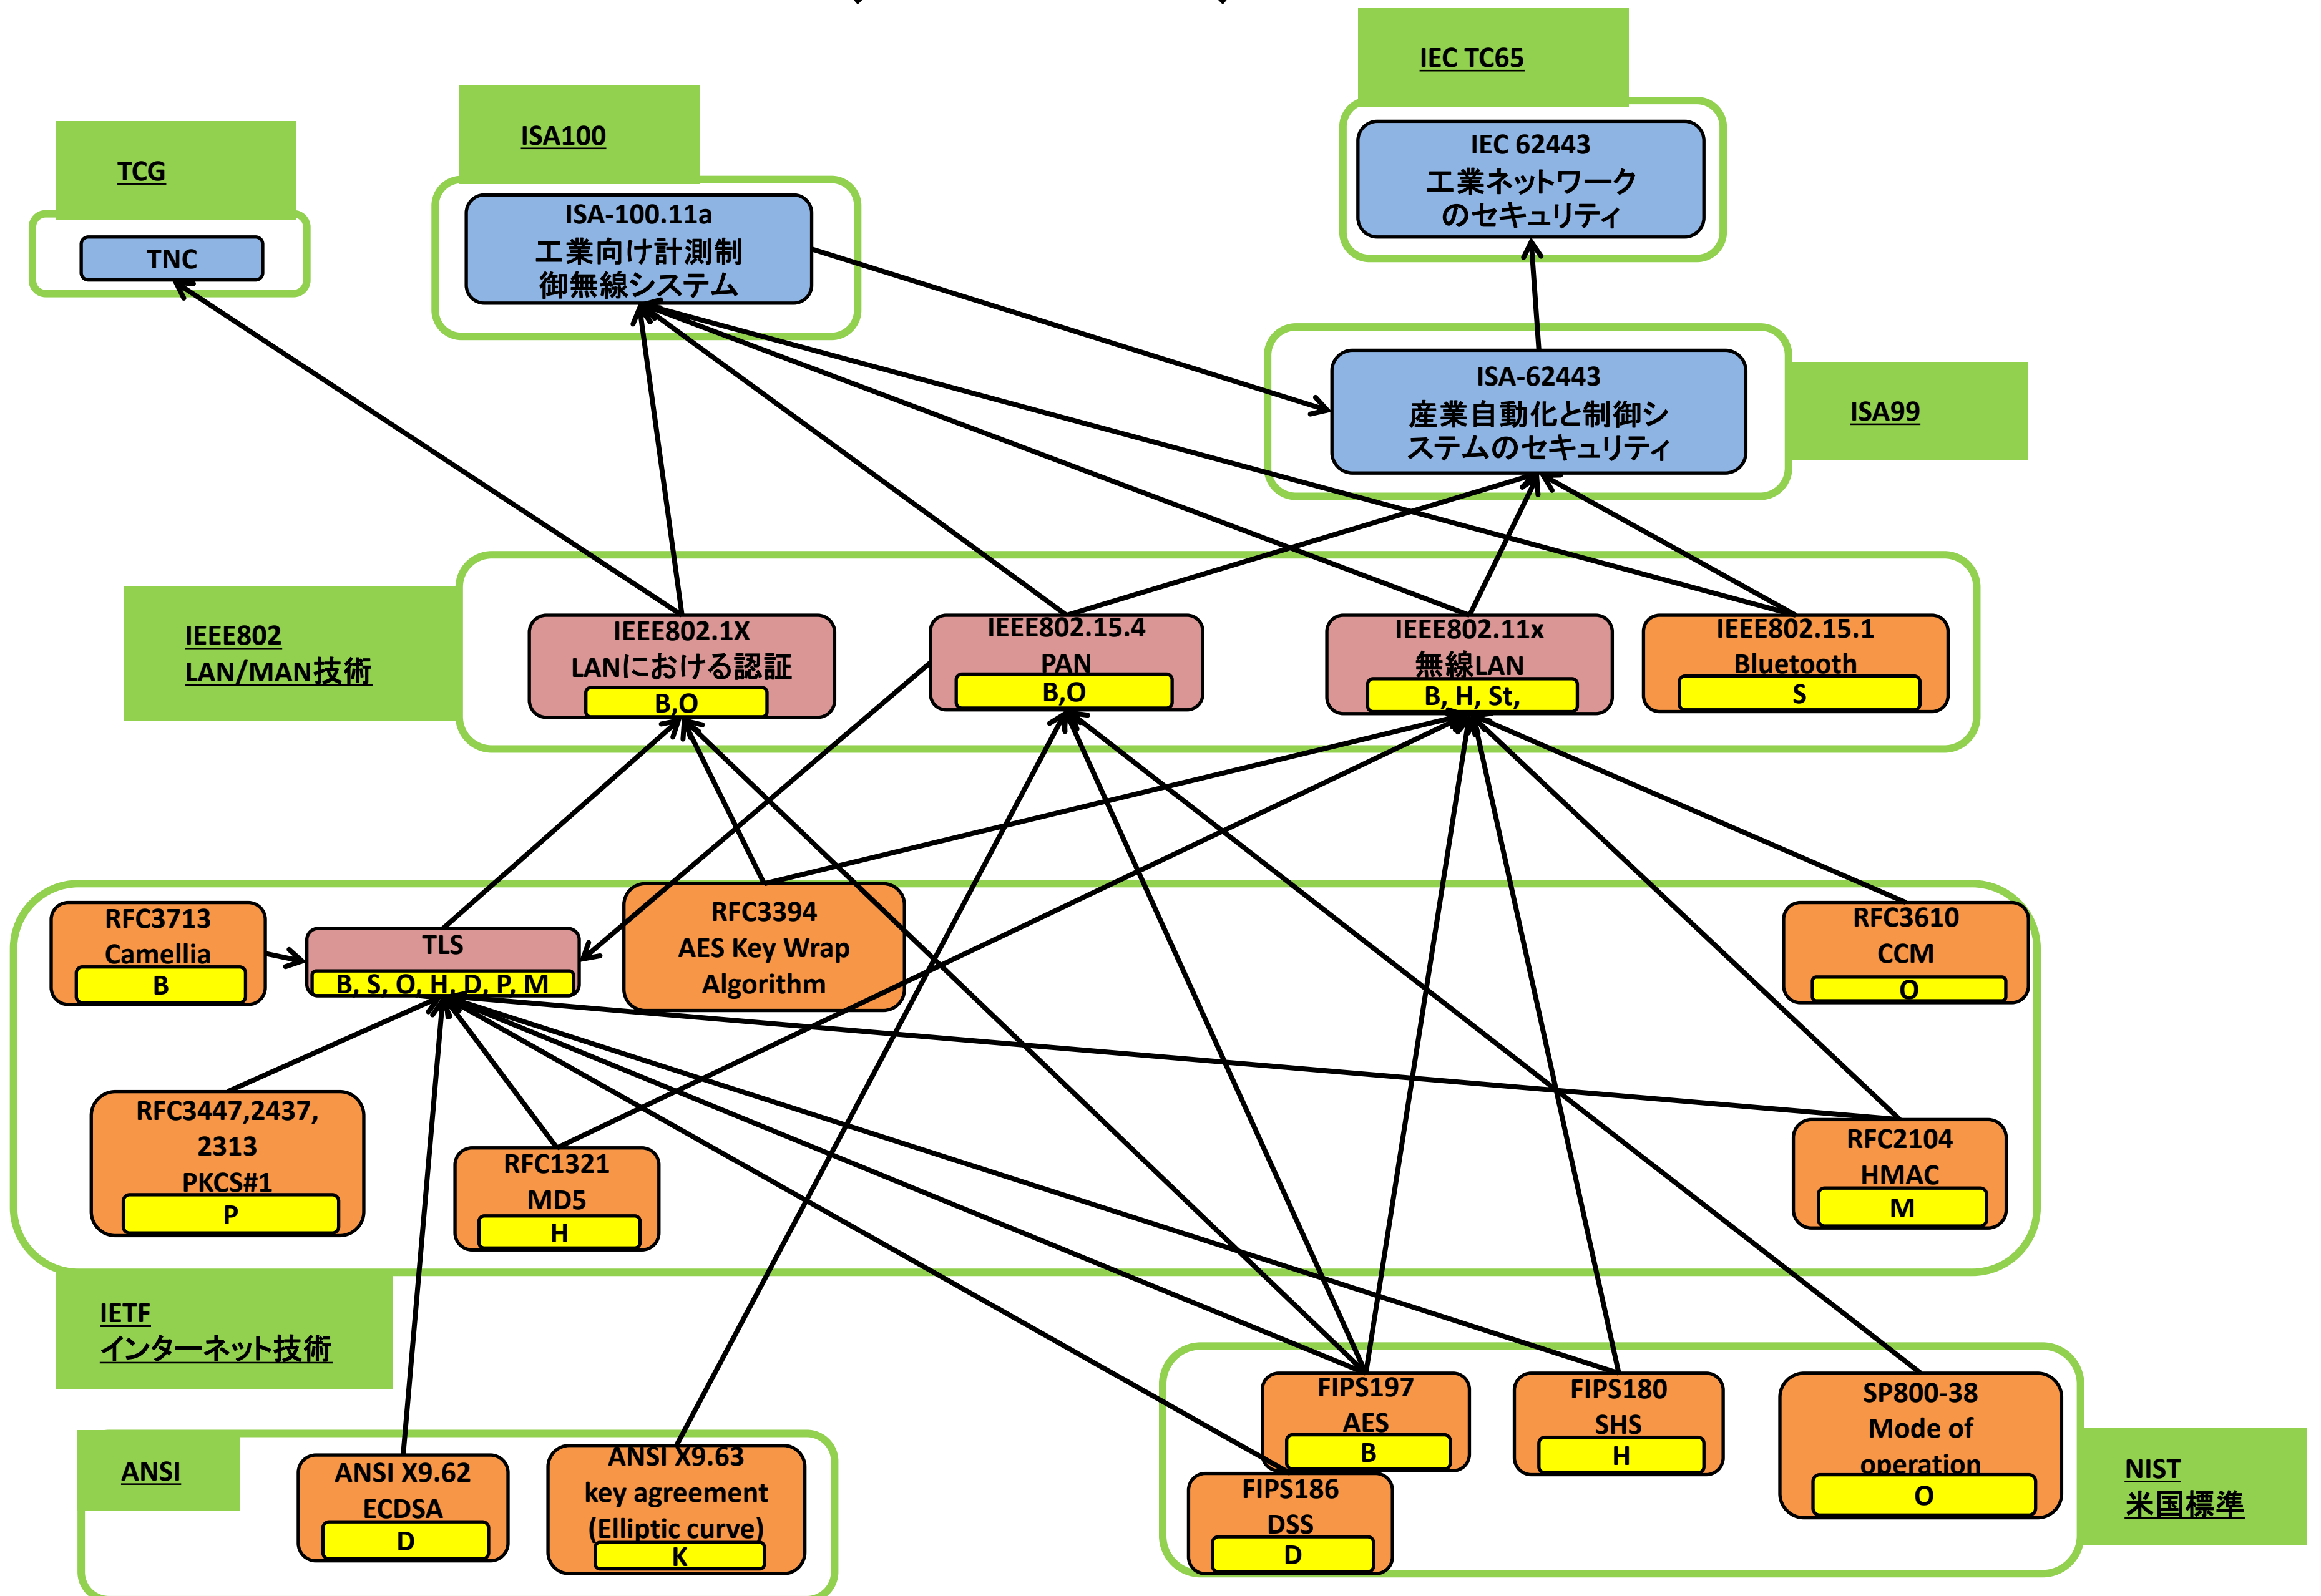 IEC TC65
IEC 62443
工業ネットワーク
のセキュリティ
ISA100
ISA-100.11a
工業向け計測制
御無線システム
TCG
TNC
ISA-62443
産業自動化と制御シ
ステムのセキュリティ
ISA99
IEEE802
LAN/MAN技術
IEEE802.1X
LANにおける認証
B,O
IEEE802.15.4
PAN
B,O
IEEE802.11x
無線LAN
B, H, St,
IEEE802.15.1
Bluetooth
S
RFC3713
Camellia
B
TLS
B, S, O, H, D, P, M
RFC3394
AES Key Wrap
Algorithm
RFC3610
CCM
O
RFC3447,2437,
2313
PKCS#1
P
RFC1321
MD5
H
RFC2104
HMAC
M
IETF
インターネット技術
ANSI
ANSI X9.62
ECDSA
D
ANSI X9.63
key agreement
(Elliptic curve)
K
FIPS197
AES
B
FIPS186
DSS
D
FIPS180
SHS
H
SP800-38
Mode of
operation
O
NIST
米国標準